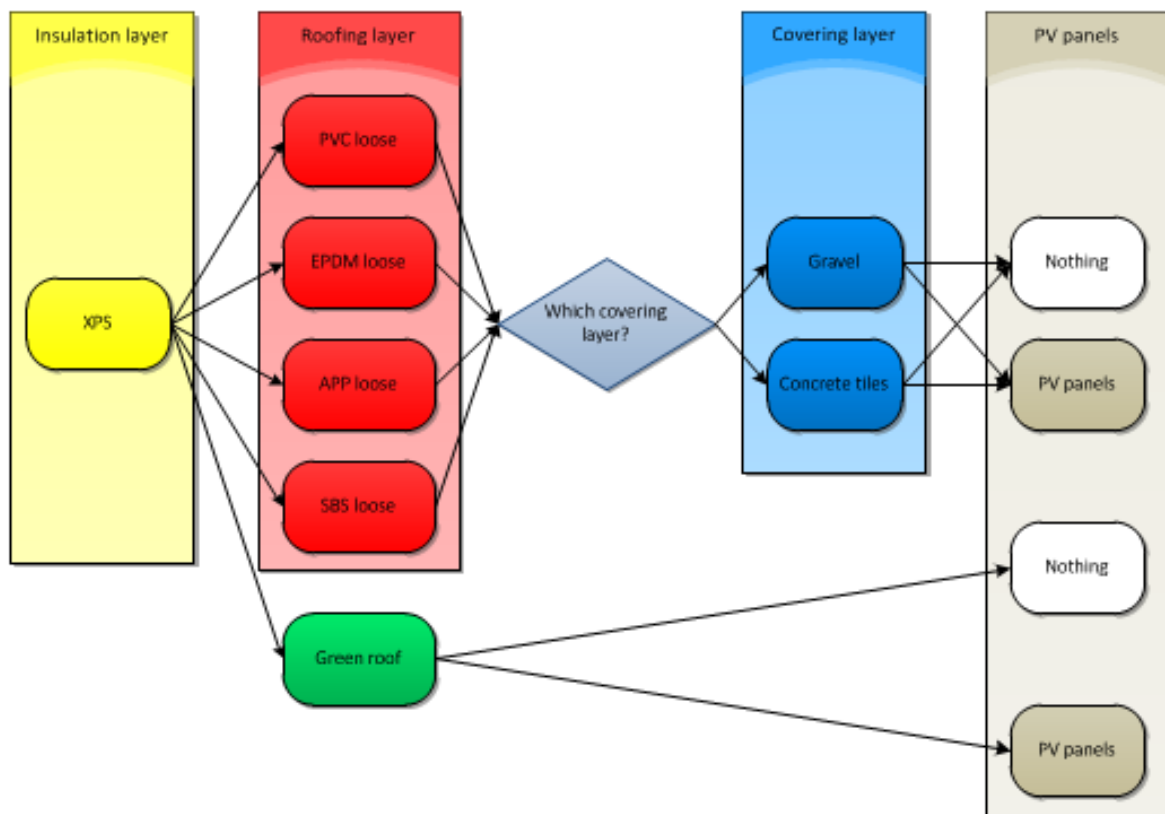 Insulation layer
Roofing layer
Covering layer
PV panels
PVC loose
EPDM loose
Gravel
Nothing
XPS
Which covering
layer?
APP loose
Concrete tiles
PV panels
SBS loose
Nothing
Green roof
PV panels